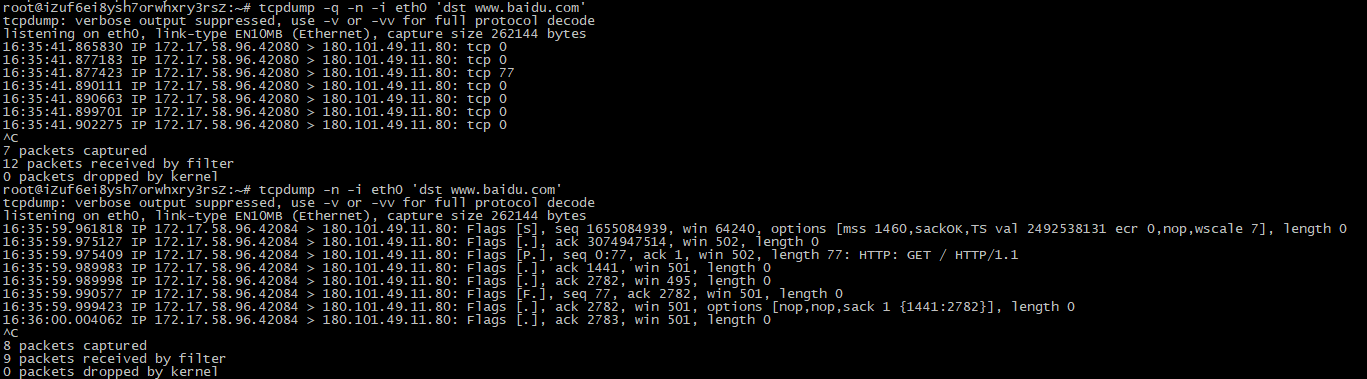 root@iZuf6ei8ysh7orwhxry3rsZ:~# tcpdump -q -n -i eth0 'dst www.baidu.com'
tcpdump: verbose output suppressed, use -v or -vv for full protocol decode
listening on eth0, link-type EN10MB (Ethernet), capture size 262144 bytes
16:35:41.865830 IP 172.17.58.96.42080 > 180.101.49.11.80: tcp 0
16:35:41.877183 IP 172.17.58.96.42080 > 180.101.49.11.80: tcp 0
16:35:41.877423 IP 172.17.58.96.42080 > 180.101.49.11.80: tcp 77
16:35:41.890111 IP 172.17.58.96.42080 > 180.101.49.11.80: tcp 0
16:35:41.890663 IP 172.17.58.96.42080 > 180.101.49.11.80: tcp 0
16:35:41.899701 IP 172.17.58.96.42080 > 180.101.49.11.80: tcp 0
16:35:41.902275 IP 172.17.58.96.42080 > 180.101.49.11.80: tcp 0
^C
7 packets captured
12 packets received by filter
0 packets dropped by kernel
root@iZuf6ei8ysh7orwhxry3rsZ:~# tcpdump -n -i eth0 'dst www.baidu.com'
tcpdump: verbose output suppressed, use -v or -vv for full protocol decode
listening on eth0, link-type EN10MB (Ethernet), capture size 262144 bytes
16:35:59.961818 IP 172.17.58.96.42084 > 180.101.49.11.80: Flags [S], seq 1655084939, win 64240, options [mss 1460,sackOK,TS val 2492538131 ecr 0,nop,wscale 7], length 0
16:35:59.975127 IP 172.17.58.96.42084 > 180.101.49.11.80: Flags [.], ack 3074947514, win 502, length 0
16:35:59.975409 IP 172.17.58.96.42084 > 180.101.49.11.80: Flags [P.], seq 0:77, ack 1, win 502, length 77: HTTP: GET / HTTP/1.1
16:35:59.989983 IP 172.17.58.96.42084 > 180.101.49.11.80: Flags [.], ack 1441, win 501, length 0
16:35:59.989998 IP 172.17.58.96.42084 > 180.101.49.11.80: Flags [.], ack 2782, win 495, length 0
16:35:59.990577 IP 172.17.58.96.42084 > 180.101.49.11.80: Flags [F.], seq 77, ack 2782, win 501, length 0
16:35:59.999423 IP 172.17.58.96.42084 > 180.101.49.11.80: Flags [.], ack 2782, win 501, options [nop,nop,sack 1 {1441:2782}], length 0
16:36:00.004062 IP 172.17.58.96.42084 > 180.101.49.11.80: Flags [.], ack 2783, win 501, length 0
^C
8 packets captured
9 packets received by filter
0 packets dropped by kernel